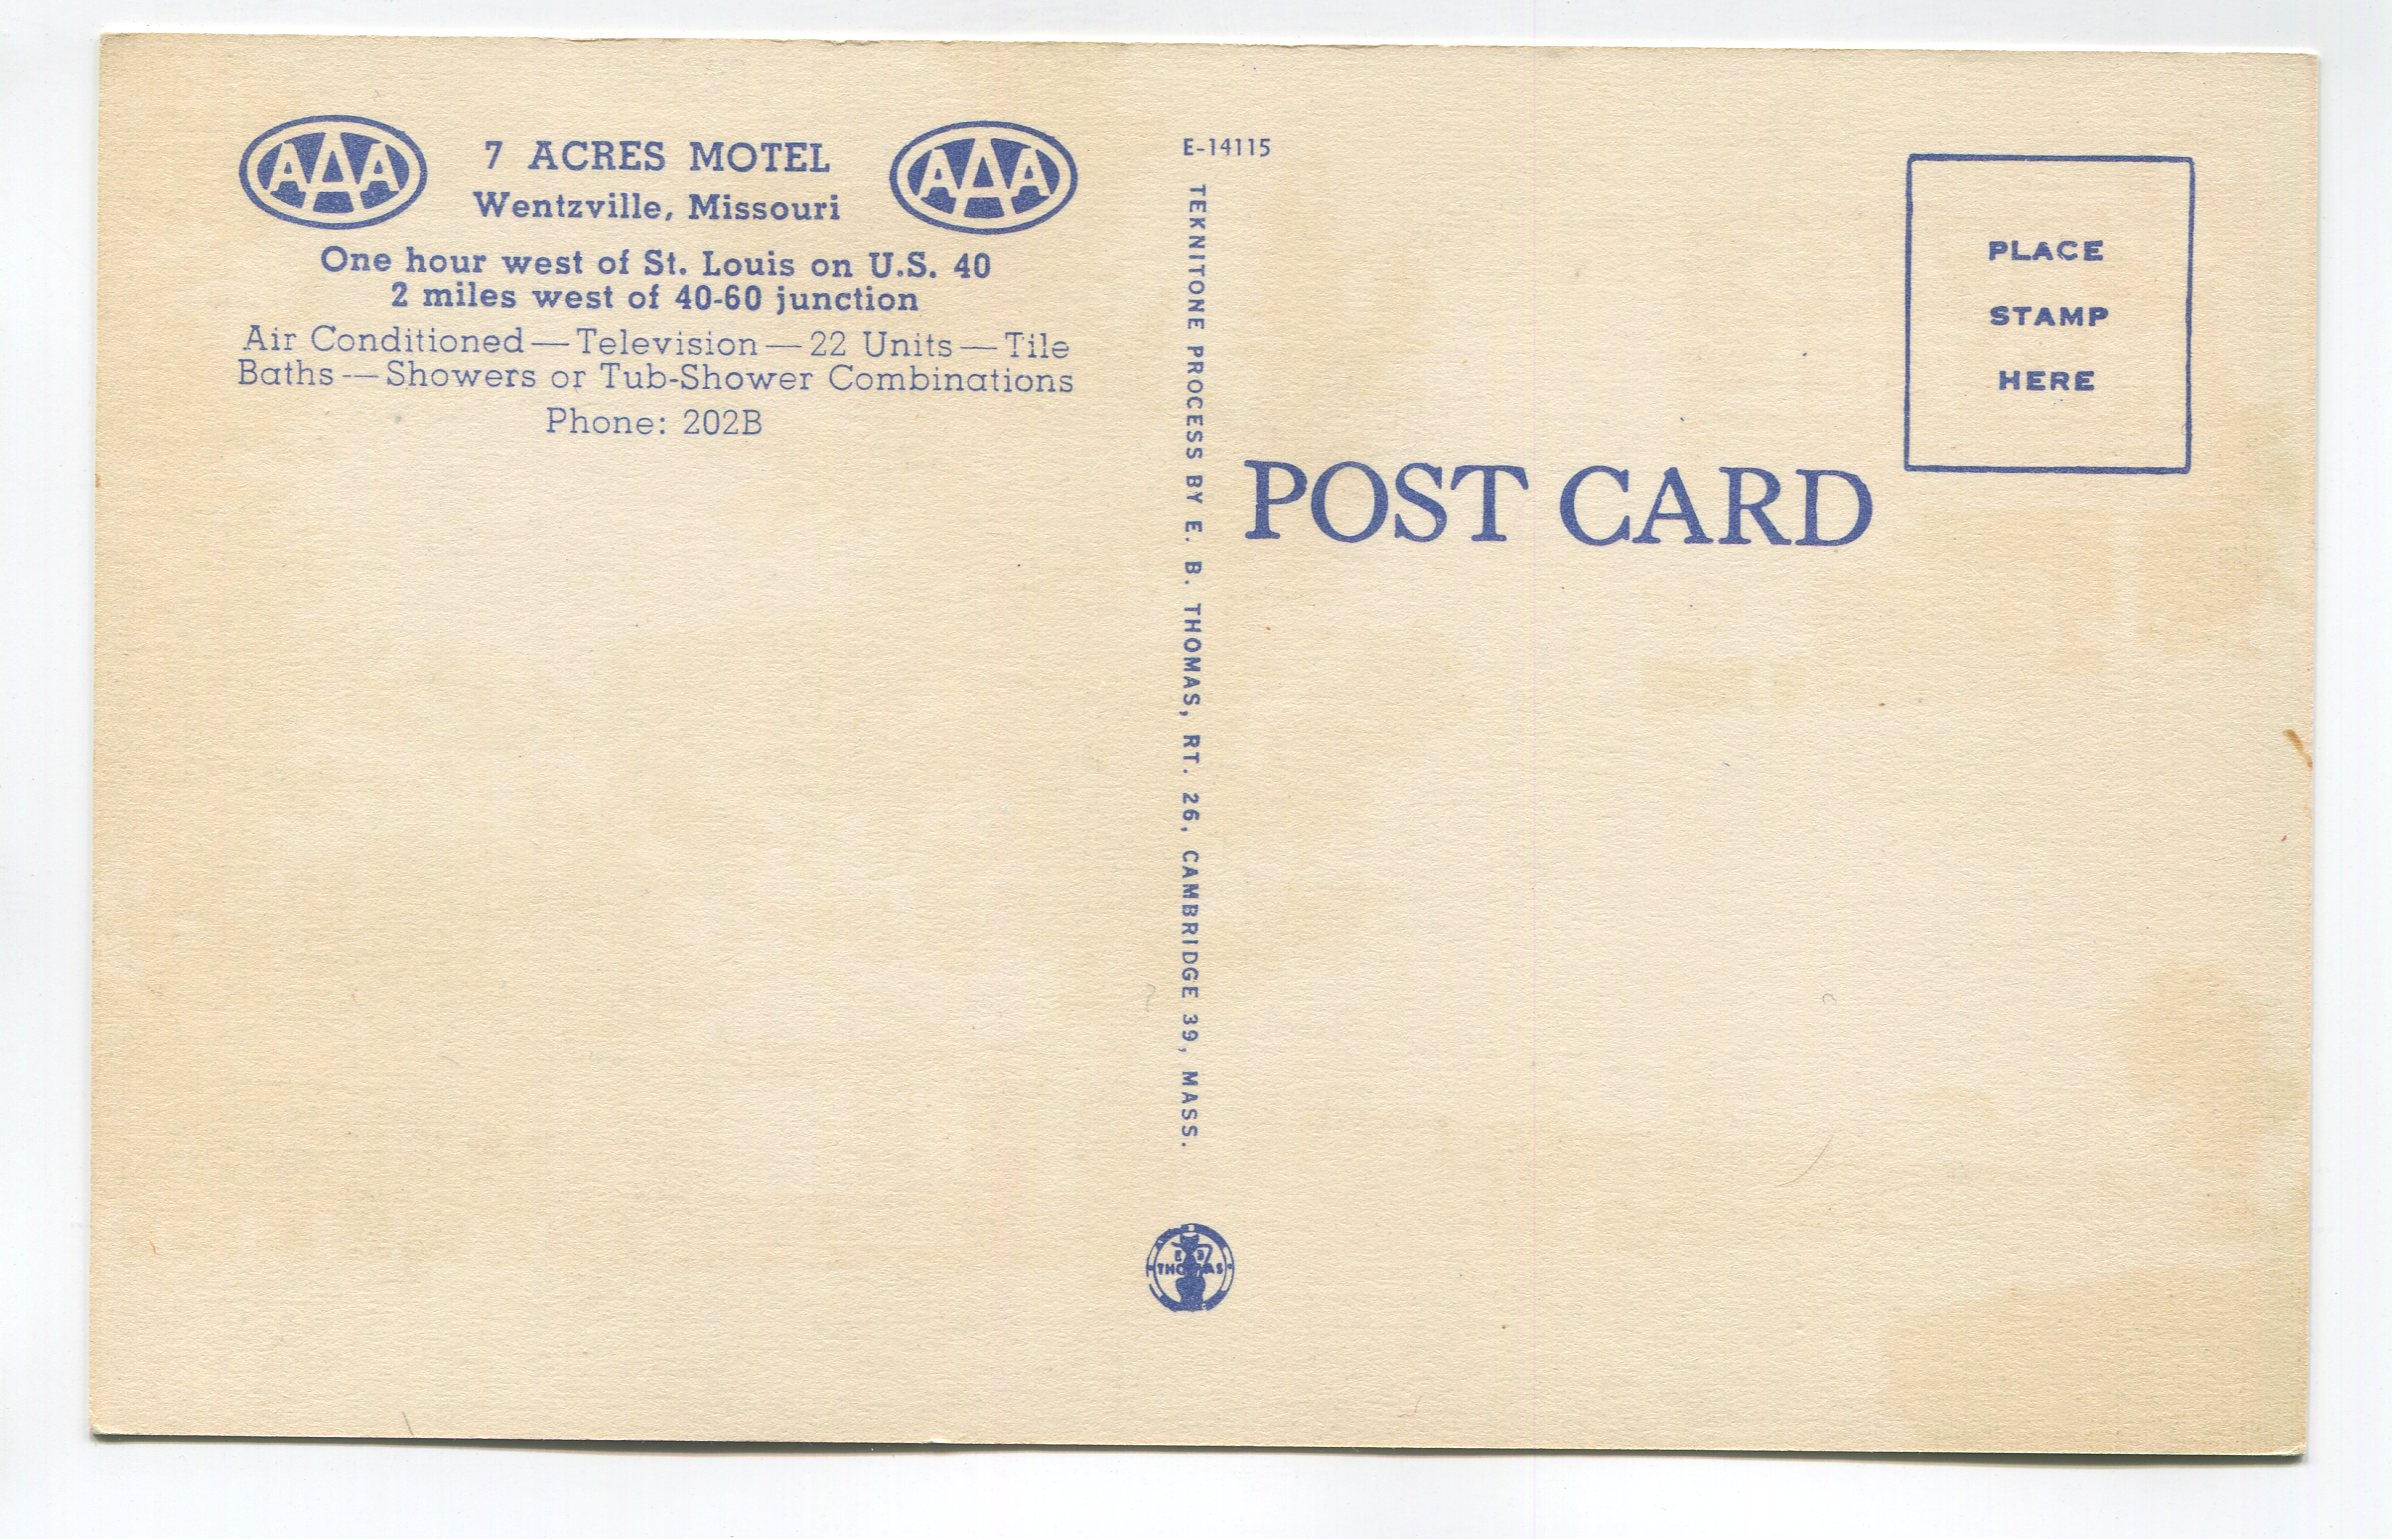 AAA
7 ACRES MOTEL
AAA
Wentzville, Missouri
One hour west of St. Louis on U.S. 40
2 miles west of 40-60 junction
Air Conditioned—Television—22 Units—Tile
Baths—Showers or Tub-Shower Combinations
Phone: 202B
E-14115
TEKNITONE PROCESS BY E. B. THOMAS, RT. 26, CAMBRIDGE 39, MASS.
PLACE
STAMP
HERE
POST CARD
E B
THOMAS